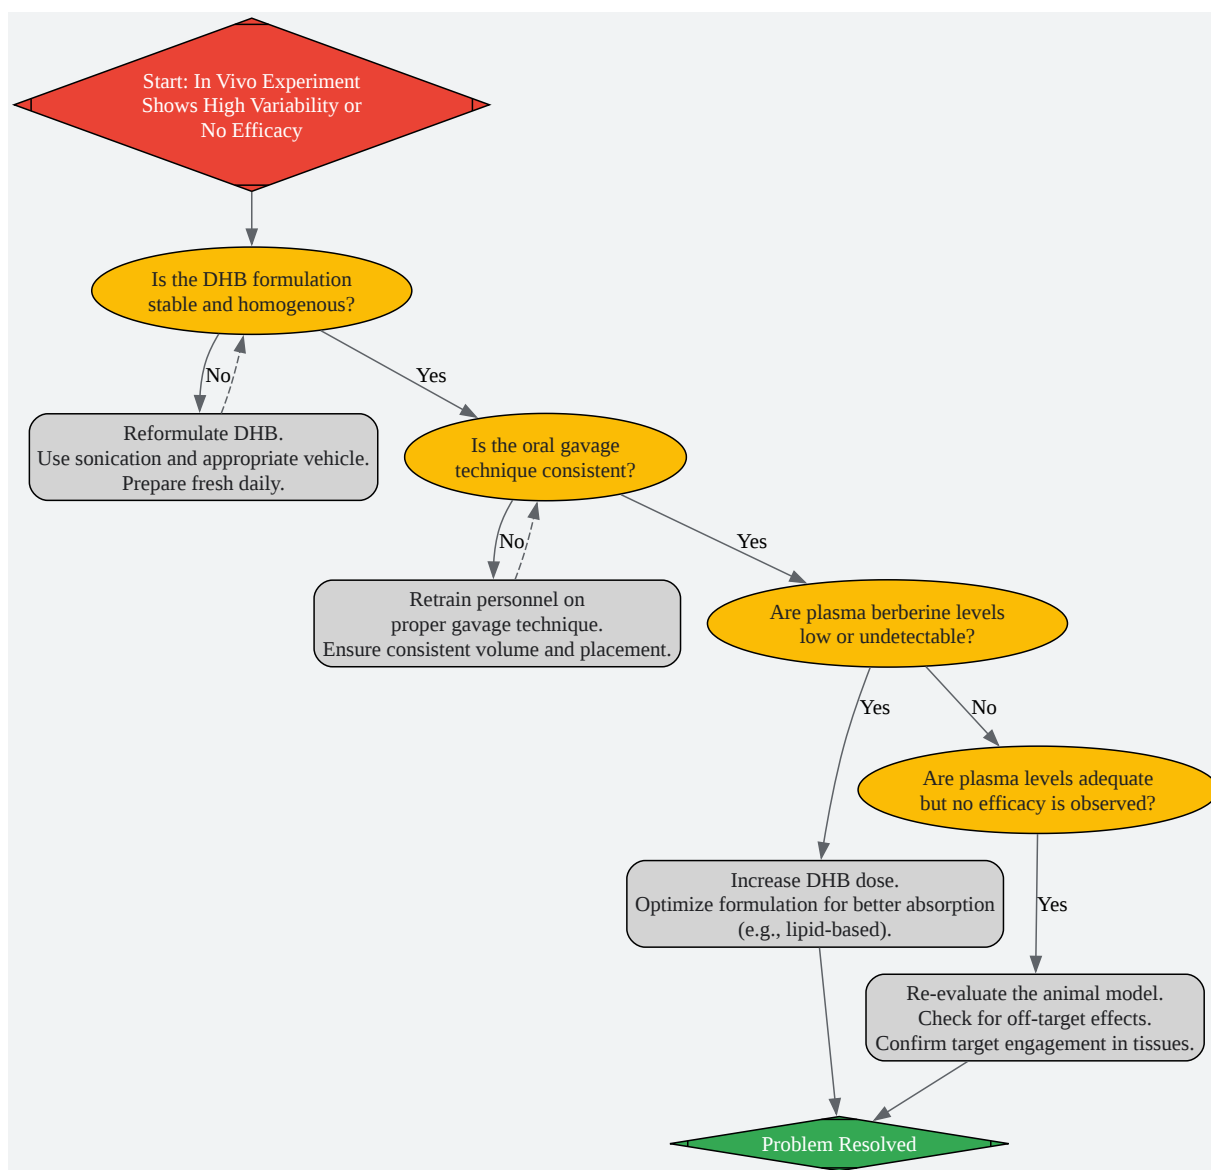 Start: In Vivo Experiment
Shows High Variability or
No Efficacy
Is the DHB formulation
stable and homogenous?
No
Yes
Reformulate DHB.
Use sonication and appropriate vehicle.
Prepare fresh daily.
Is the oral gavage
technique consistent?
No
Yes
Retrain personnel on
proper gavage technique.
Ensure consistent volume and placement.
Are plasma berberine levels
low or undetectable?
Yes
No
Are plasma levels adequate
but no efficacy is observed?
Increase DHB dose.
Optimize formulation for better absorption
(e.g., lipid-based).
Yes
Re-evaluate the animal model.
Check for off-target effects.
Confirm target engagement in tissues.
Problem Resolved